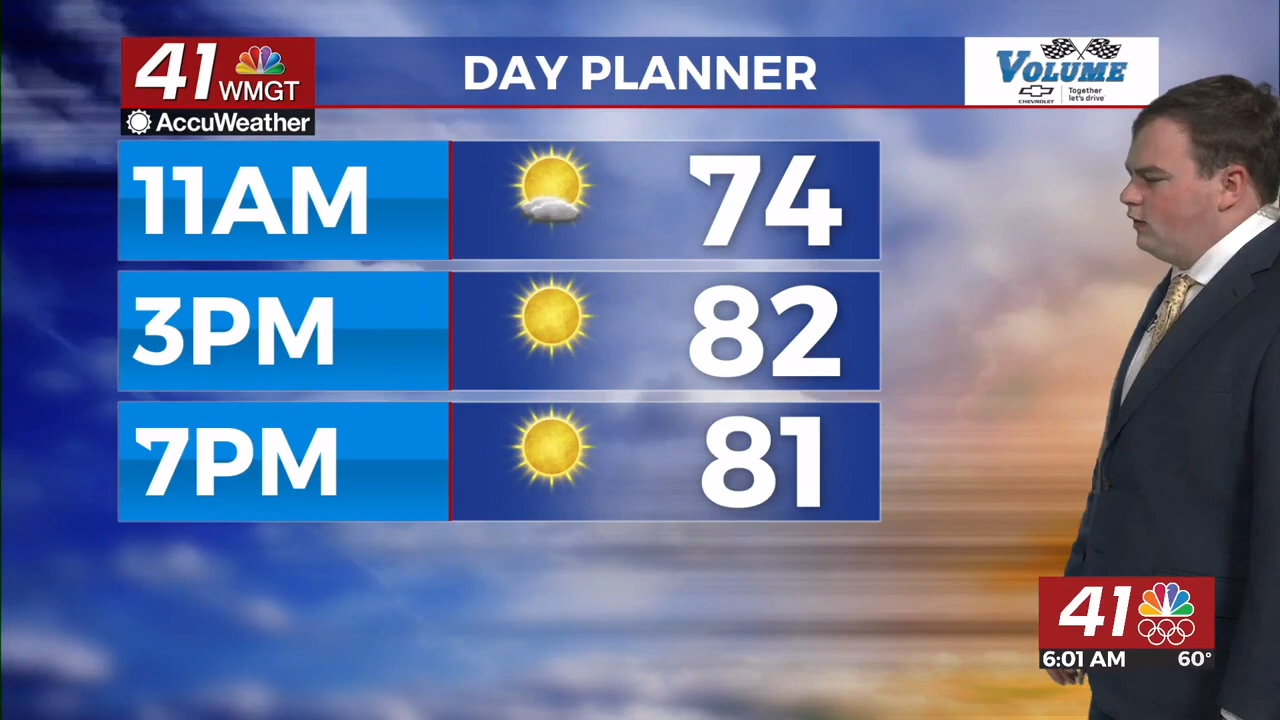 41
WMGT
AccuWeather
DAY PLANNER
VOLUME
CHEVROLET
Together
let's drive
11AM 74
3PM 82
7PM 81
41
6:01 AM 60°